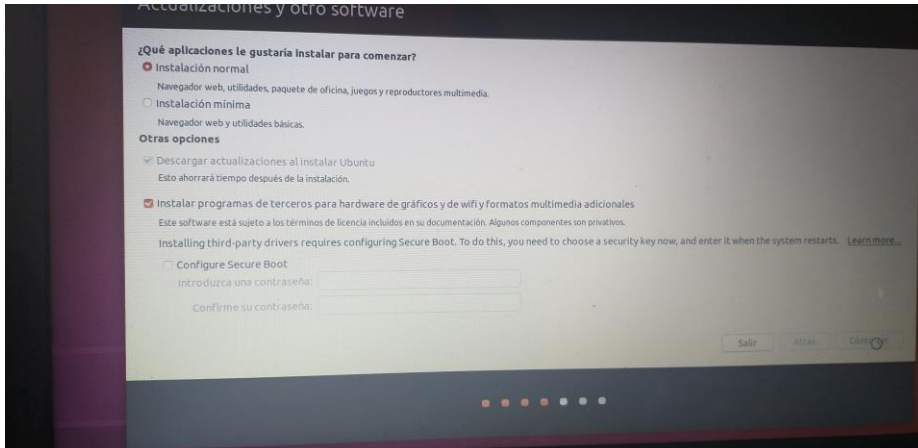 Actualizaciones y otro software
¿Qué aplicaciones le gustaría instalar para comenzar?
Instalación normal
Navegador web, utilidades, paquete de oficina, juegos y reproductores multimedia.
Instalación mínima
Navegador web y utilidades básicas.
Otras opciones
Descargar actualizaciones al instalar Ubuntu
Esto ahorrará tiempo después de la instalación.
Instalar programas de terceros para hardware de gráficos y de wifi y formatos multimedia adicionales
Este software está sujeto a los términos de licencia incluidos en su documentación. Algunos componentes son privativos.
Installing third-party drivers requires configuring Secure Boot. To do this, you need to choose a security key now, and enter it when the system restarts. Learn more...
Configure Secure Boot
Introduzca una contraseña:
Confirme su contraseña:
Salir Atrás